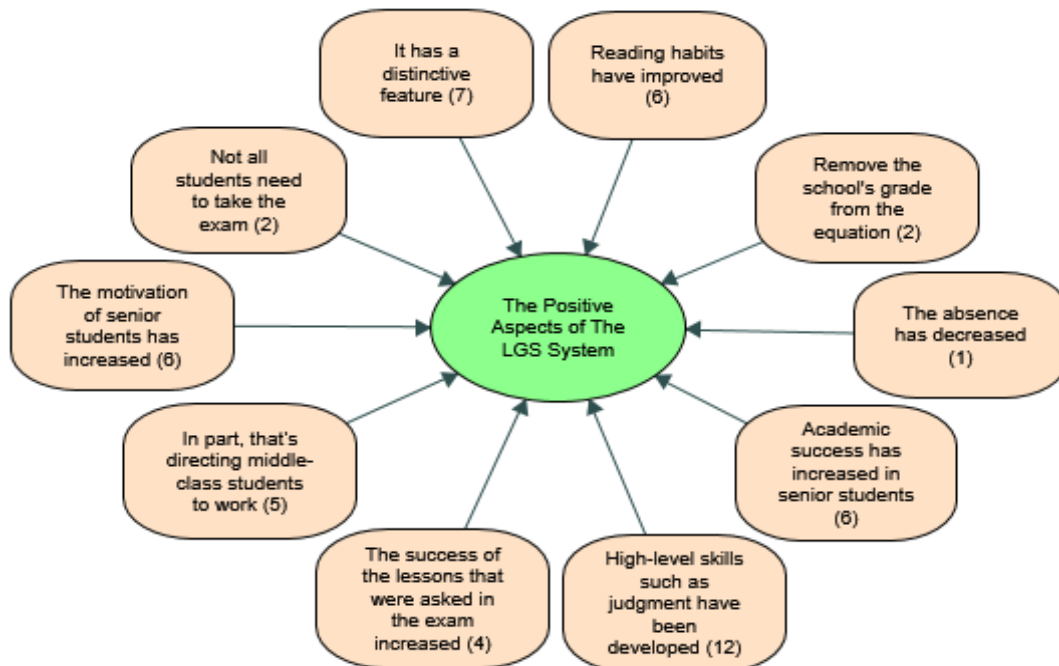 It has a
distinctive
feature (7)
Reading habits
have improved
(6)
Not all
students need
to take the
exam (2)
Remove the
school's grade
from the
equation (2)
The motivation
of senior
students has
increased (6)
The Positive
Aspects of The
LGS System
The absence
has decreased
(1)
In part, that's
directing middle-
class students
to work (5)
Academic
success has
increased in
senior students
(6)
The success of
the lessons that
were asked in
the exam
increased (4)
High-level skills
such as
judgment have
been
developed (12)